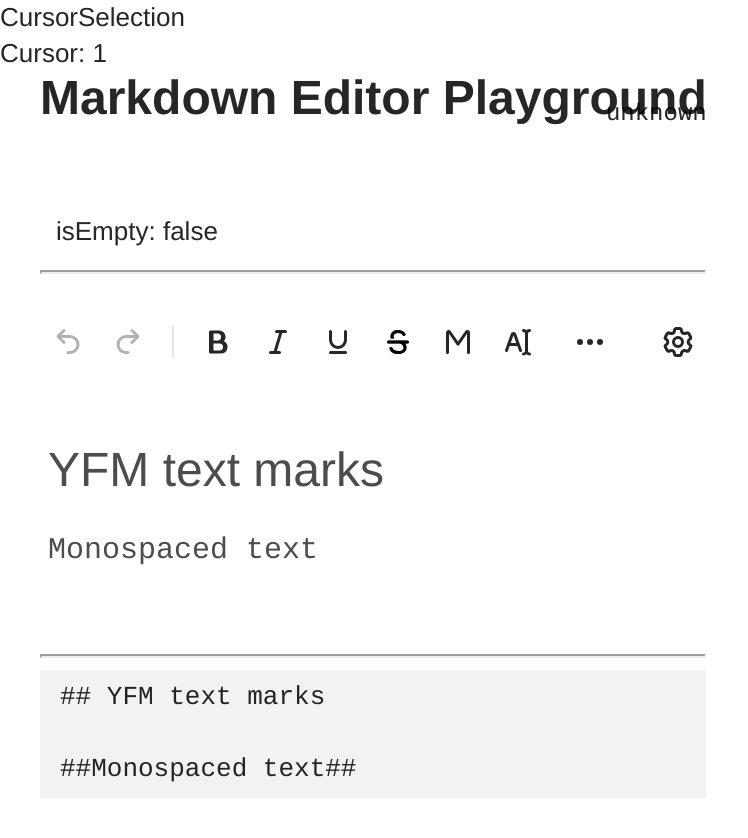 CursorSelection
Cursor: 1
Markdown Editor Playground
unknown
isEmpty: false
B I U S M A
YFM text marks
Monospaced text
## YFM text marks
##Monospaced text##